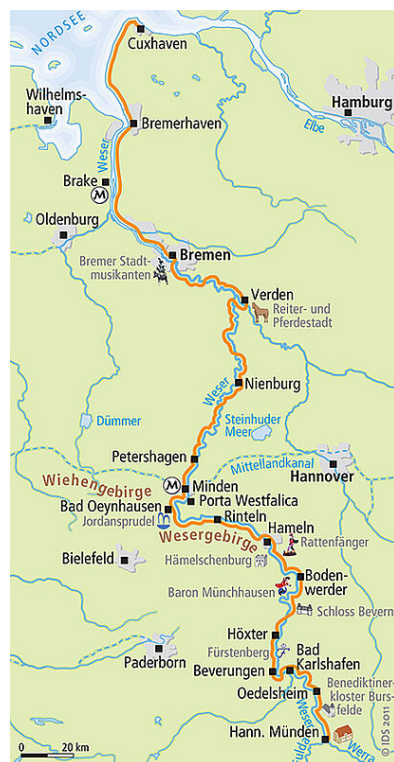 NORDSEE
Cuxhaven
Wilhelms-
haven
Hamburg
Bremerhaven
Elbe
Weser
Brake
M
Oldenburg
Bremen
Bremer Stadt-
musikanten
Verden
Reiter- und
Pferdestadt
Weser
Nienburg
Dümmer
Steinhuder
Meer
Petershagen
Mittellandkanal
Hannover
Wiehengebirge
M
Minden
Porta Westfalica
Bad Oeynhausen
Jordansprudel
Rinteln
Wesergebirge
Hameln
Rattenfänger
Bielefeld
Hämelschenburg
Boden-
werder
Baron Münchhausen
Schloss Bevern
Höxter
Fürstenberg
Bad
Karlshafen
Paderborn
Beverungen
Benediktiner-
kloster Burs-
felde
Oedelsheim
Weser
Hann. Münden
Fulda
Werra
0 20 km
© IDS 2011